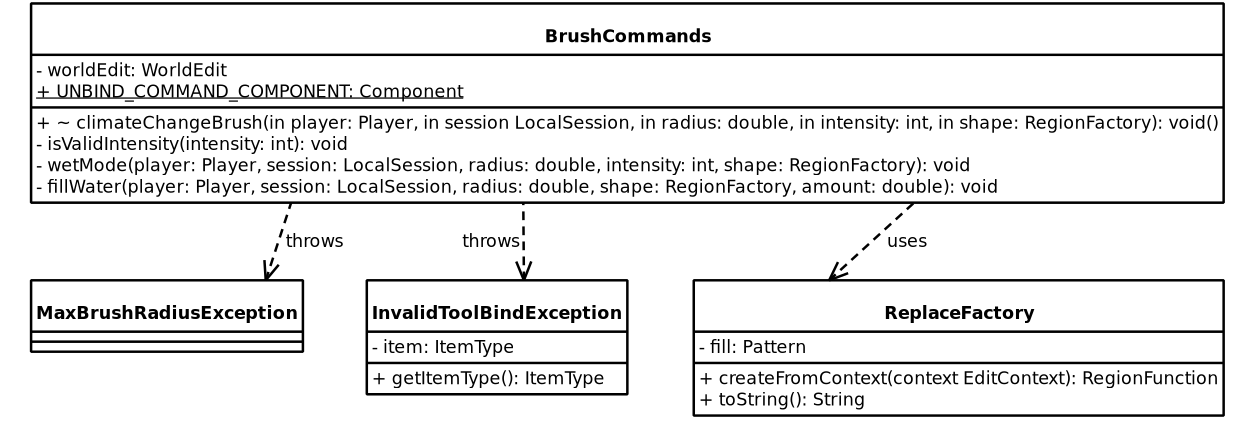 BrushCommands
- worldEdit: WorldEdit
+ UNBIND_COMMAND_COMPONENT: Component
+ ~ climateChangeBrush(in player: Player, in session LocalSession, in radius: double, in intensity: int, in shape: RegionFactory): void()
- isValidIntensity(intensity: int): void
- wetMode(player: Player, session: LocalSession, radius: double, intensity: int, shape: RegionFactory): void
- fillWater(player: Player, session: LocalSession, radius: double, shape: RegionFactory, amount: double): void
throws
throws
uses
MaxBrushRadiusException
InvalidToolBindException
- item: ItemType
+ getItemType(): ItemType
ReplaceFactory
- fill: Pattern
+ createFromContext(context EditContext): RegionFunction
+ toString(): String